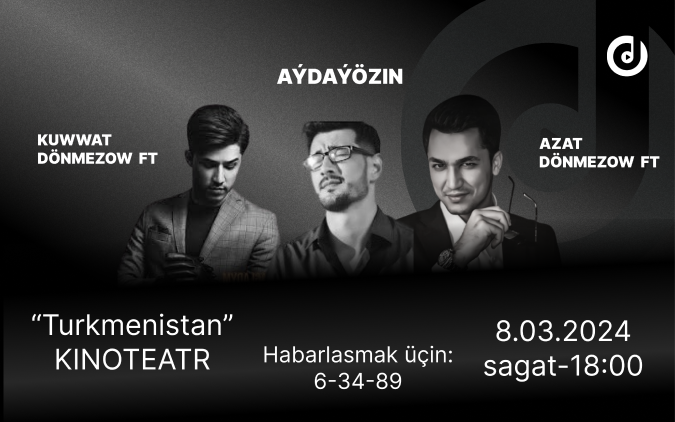 AÝDAÝÖZIN
KUWWAT
DÖNMEZOW FT
AZAT
DÖNMEZOW FT
“Turkmenistan”
KINOTEATR
Habarlasmak üçin:
6-34-89
8.03.2024
sagat-18:00